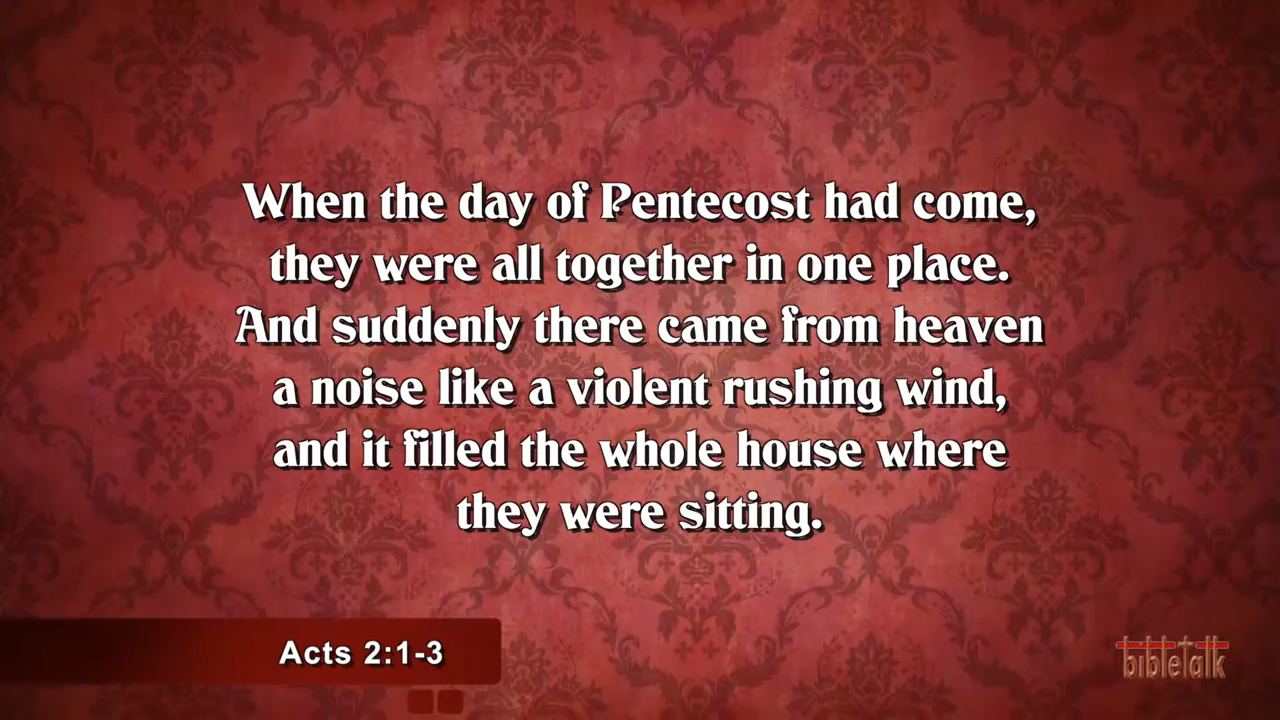 When the day of Pentecost had come,
they were all together in one place.
And suddenly there came from heaven
a noise like a violent rushing wind,
and it filled the whole house where
they were sitting.
Acts 2:1-3
bibletalk